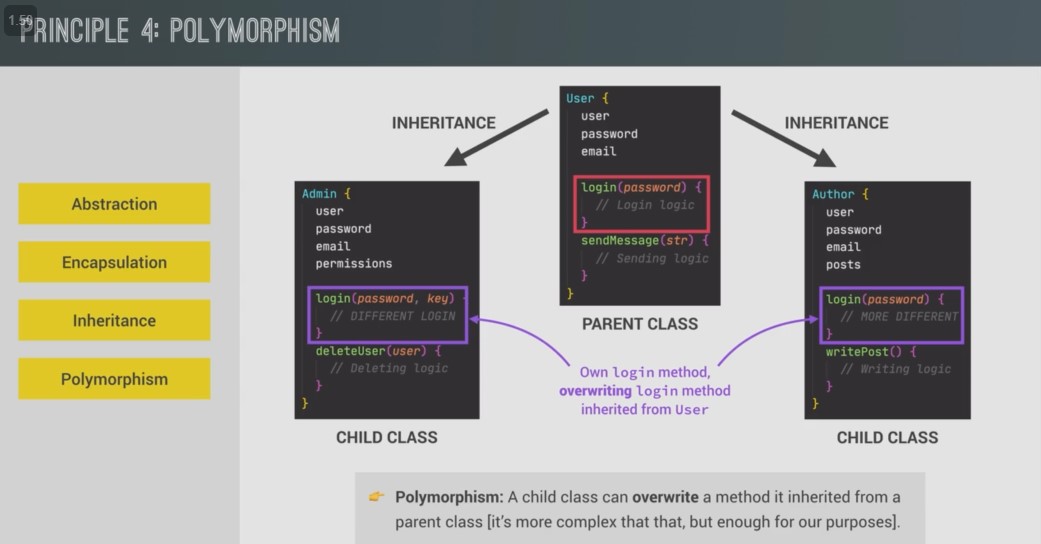 1.50
PRINCIPLE 4: POLYMORPHISM
Abstraction
Encapsulation
Inheritance
Polymorphism
INHERITANCE
INHERITANCE
User {
user
password
email
login(password) {
// Login logic
}
sendMessage(str) {
// Sending logic
}
}
PARENT CLASS
Admin {
user
password
email
permissions
login(password, key) {
// DIFFERENT LOGIN
}
deleteUser(user) {
// Deleting logic
}
}
CHILD CLASS
Own login method,
overwriting login method
inherited from User
Author {
user
password
email
posts
login(password) {
// MORE DIFFERENT
}
writePost() {
// Writing logic
}
}
CHILD CLASS
👉 Polymorphism: A child class can overwrite a method it inherited from a
parent class [it's more complex that that, but enough for our purposes].